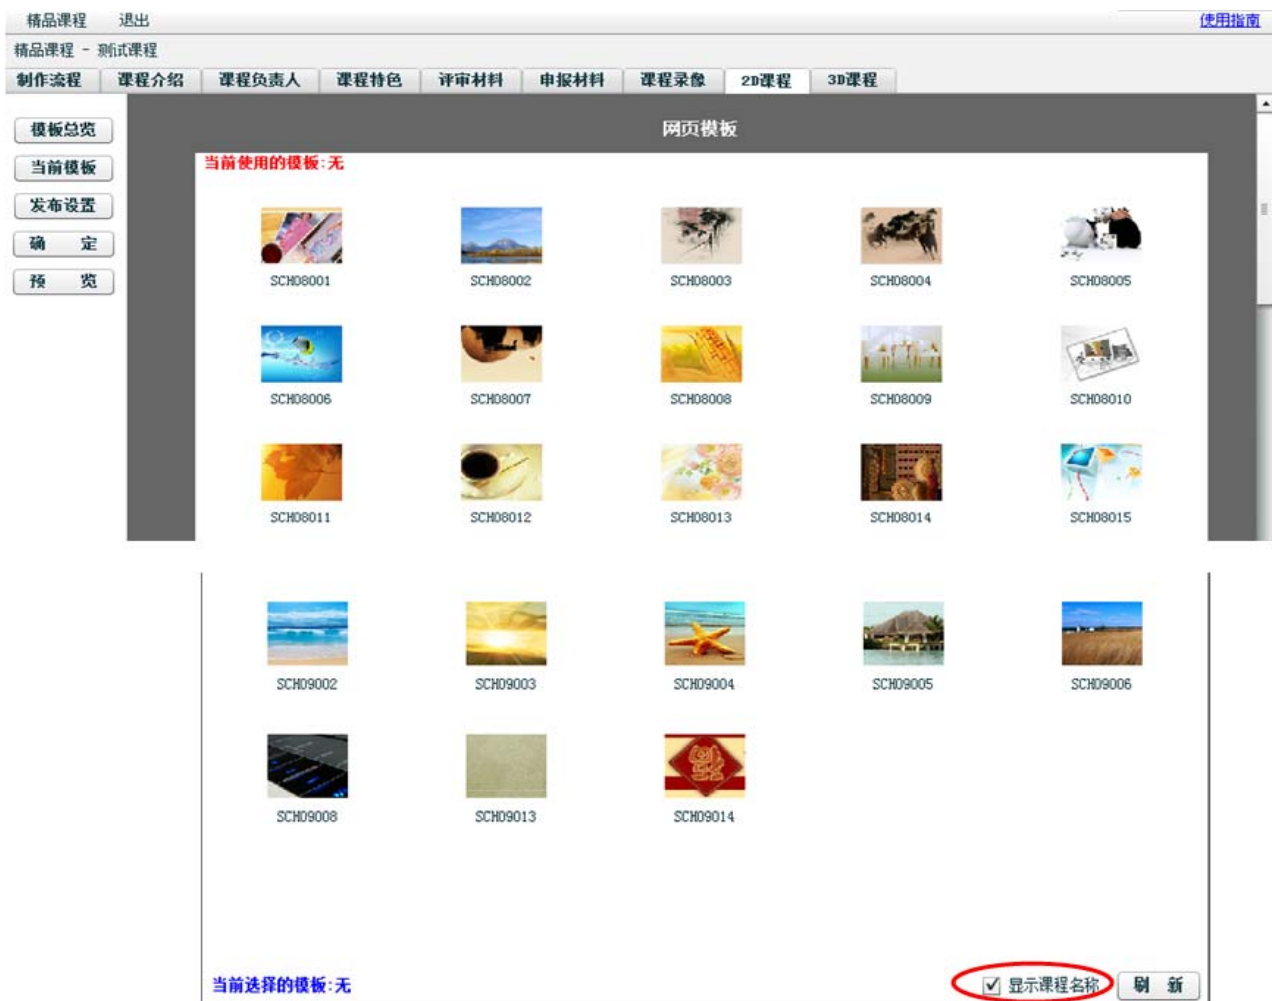 精品课程 退出 使用指南
精品课程 - 测试课程
制作流程 课程介绍 课程负责人 课程特色 评审材料 申报材料 课程录像 2D课程 3D课程
模板总览
当前模板
发布设置
确 定
预 览
网页模板
当前使用的模板:无
SCH08001 SCH08002 SCH08003 SCH08004 SCH08005
SCH08006 SCH08007 SCH08008 SCH08009 SCH08010
SCH08011 SCH08012 SCH08013 SCH08014 SCH08015
SCH09002 SCH09003 SCH09004 SCH09005 SCH09006
SCH09008 SCH09013 SCH09014
当前选择的模板:无 显示课程名称 刷 新